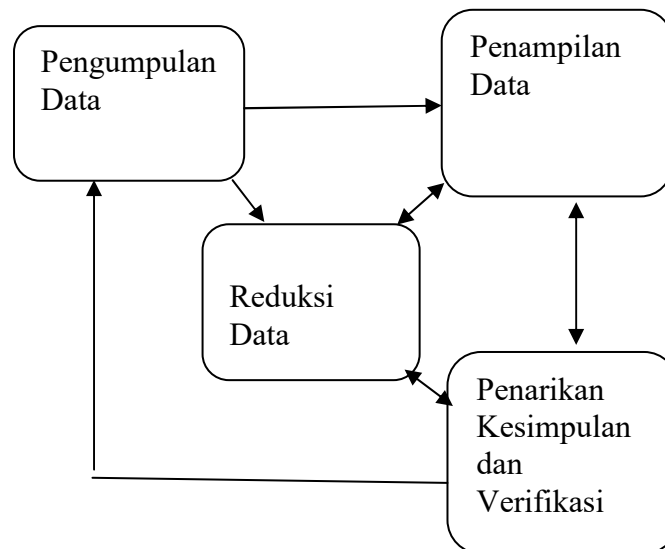 Pengumpulan
Data
Penampilan
Data
Reduksi
Data
Penarikan
Kesimpulan
dan
Verifikasi